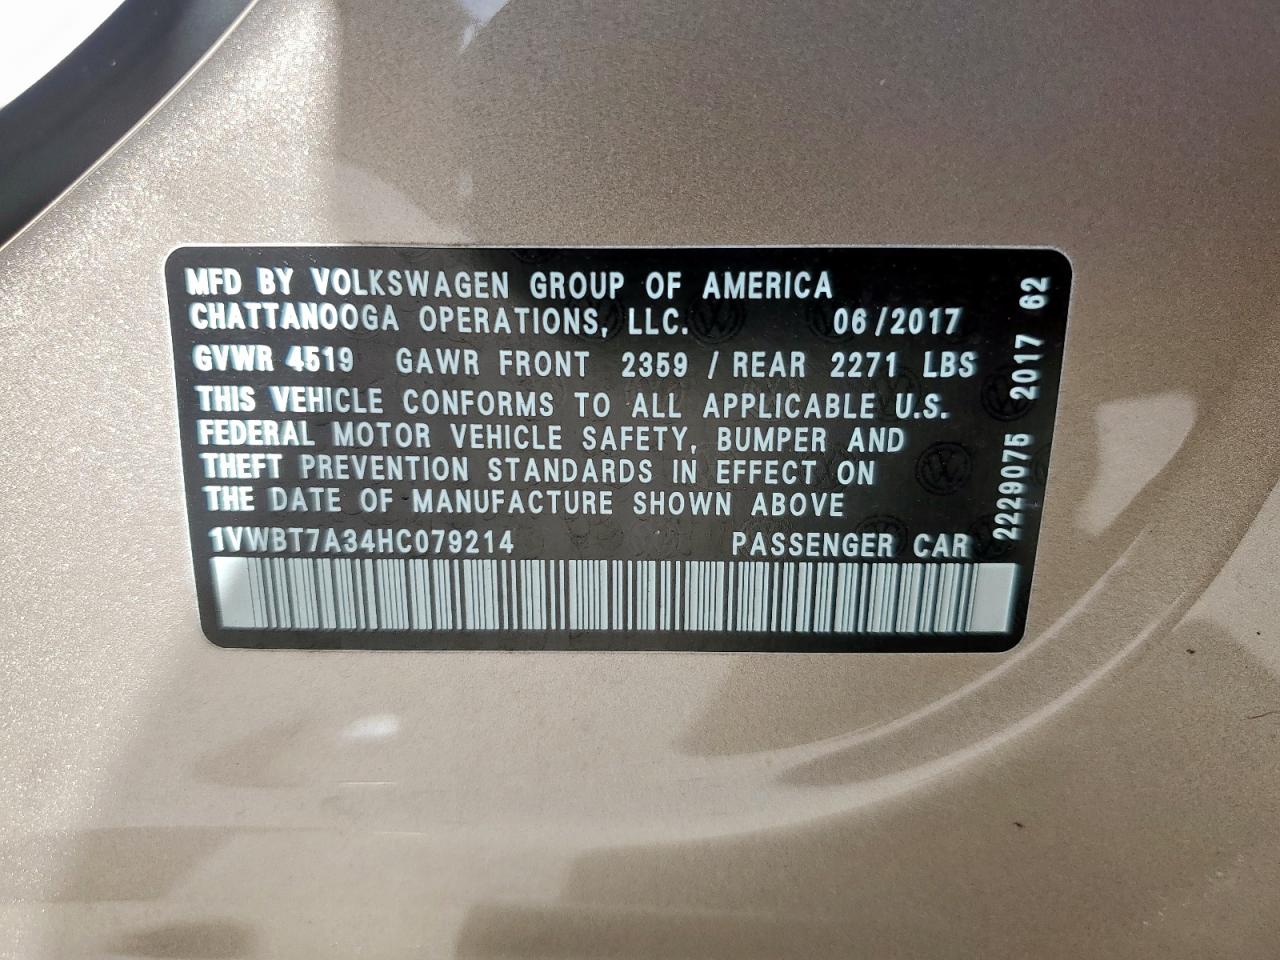 MFD BY VOLKSWAGEN GROUP OF AMERICA
CHATTANOOGA OPERATIONS, LLC. 06/2017
GVWR 4519 GAWR FRONT 2359 / REAR 2271 LBS
THIS VEHICLE CONFORMS TO ALL APPLICABLE U.S.
FEDERAL MOTOR VEHICLE SAFETY, BUMPER AND
THEFT PREVENTION STANDARDS IN EFFECT ON
THE DATE OF MANUFACTURE SHOWN ABOVE
1VWBT7A34HC079214 PASSENGER CAR
2229075 2017 62